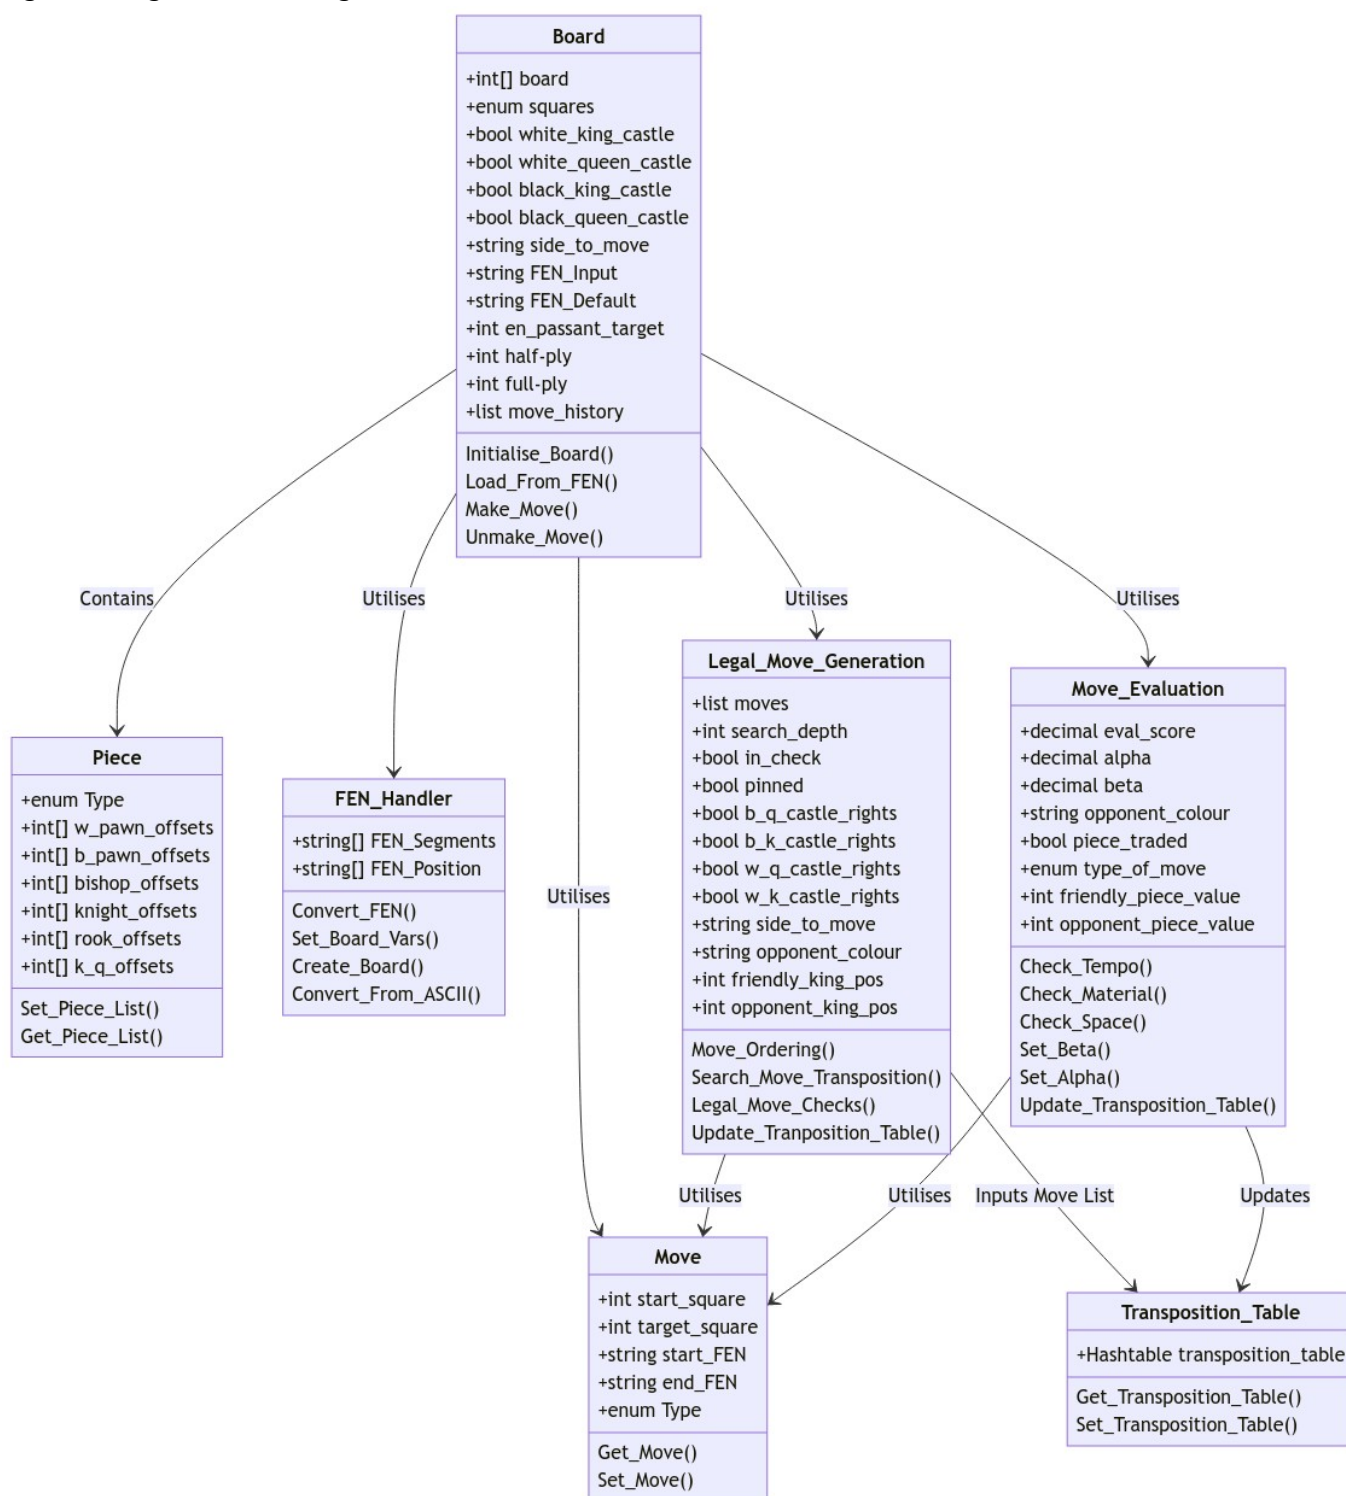 Board
+int[] board
+enum squares
+bool white_king_castle
+bool white_queen_castle
+bool black_king_castle
+bool black_queen_castle
+string side_to_move
+string FEN_Input
+string FEN_Default
+int en_passant_target
+int half-ply
+int full-ply
+list move_history
Initialise_Board()
Load_From_FEN()
Make_Move()
Unmake_Move()
Contains
Utilises
Utilises
Utilises
Utilises
Piece
+enum Type
+int[] w_pawn_offsets
+int[] b_pawn_offsets
+int[] bishop_offsets
+int[] knight_offsets
+int[] rook_offsets
+int[] k_q_offsets
Set_Piece_List()
Get_Piece_List()
FEN_Handler
+string[] FEN_Segments
+string[] FEN_Position
Convert_FEN()
Set_Board_Vars()
Create_Board()
Convert_From_ASCII()
Legal_Move_Generation
+list moves
+int search_depth
+bool in_check
+bool pinned
+bool b_q_castle_rights
+bool b_k_castle_rights
+bool w_q_castle_rights
+bool w_k_castle_rights
+string side_to_move
+string opponent_colour
+int friendly_king_pos
+int opponent_king_pos
Move_Ordering()
Search_Move_Transposition()
Legal_Move_Checks()
Update_Tranposition_Table()
Move_Evaluation
+decimal eval_score
+decimal alpha
+decimal beta
+string opponent_colour
+bool piece_traded
+enum type_of_move
+int friendly_piece_value
+int opponent_piece_value
Check_Tempo()
Check_Material()
Check_Space()
Set_Beta()
Set_Alpha()
Update_Transposition_Table()
Utilises
Utilises
Inputs Move List
Updates
Move
+int start_square
+int target_square
+string start_FEN
+string end_FEN
+enum Type
Get_Move()
Set_Move()
Transposition_Table
+Hashtable transposition_table
Get_Transposition_Table()
Set_Transposition_Table()